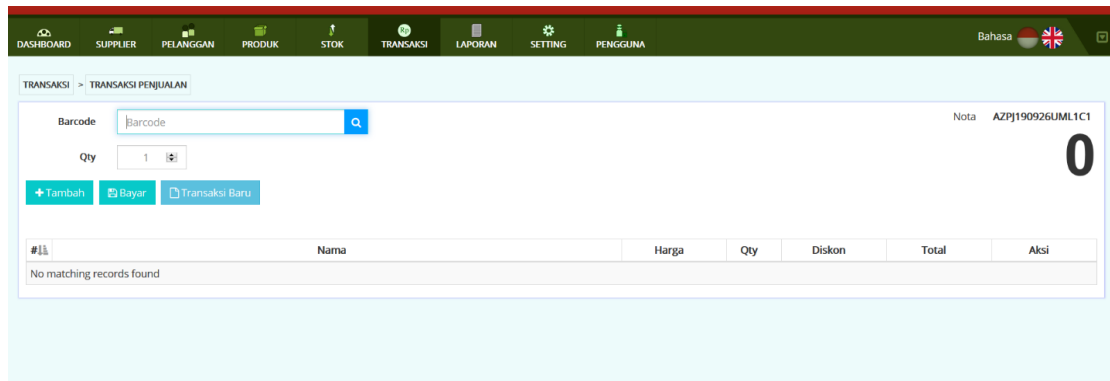 DASHBOARD SUPPLIER PELANGGAN PRODUK STOK Rp TRANSAKSI LAPORAN SETTING PENGGUNA Bahasa
TRANSAKSI > TRANSAKSI PENJUALAN
Barcode Barcode Nota AZPJ190926UML1C1
0
Qty 1
+Tambah Bayar Transaksi Baru
# Nama Harga Qty Diskon Total Aksi
No matching records found